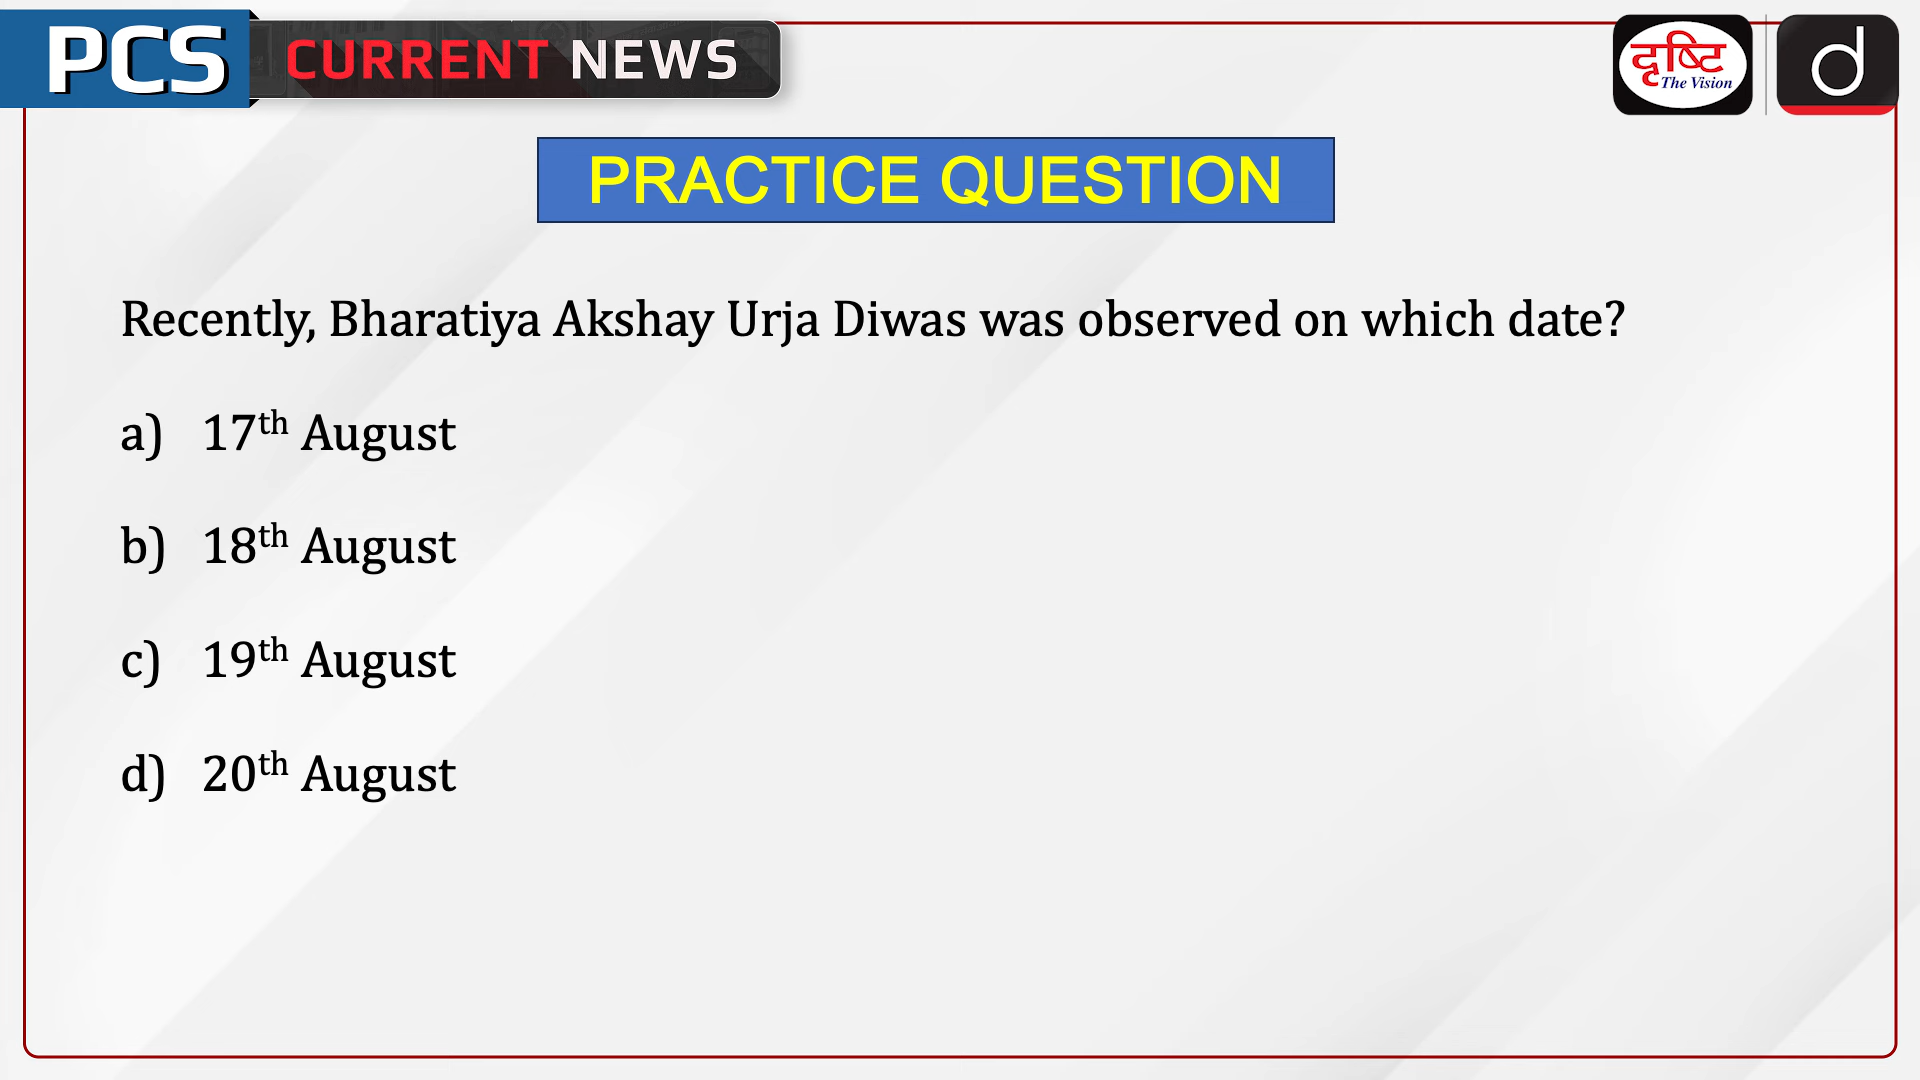 PCS CURRENT NEWS
दृष्टि
The Vision
d
PRACTICE QUESTION
Recently, Bharatiya Akshay Urja Diwas was observed on which date?
a) 17th August
b) 18th August
c) 19th August
d) 20th August